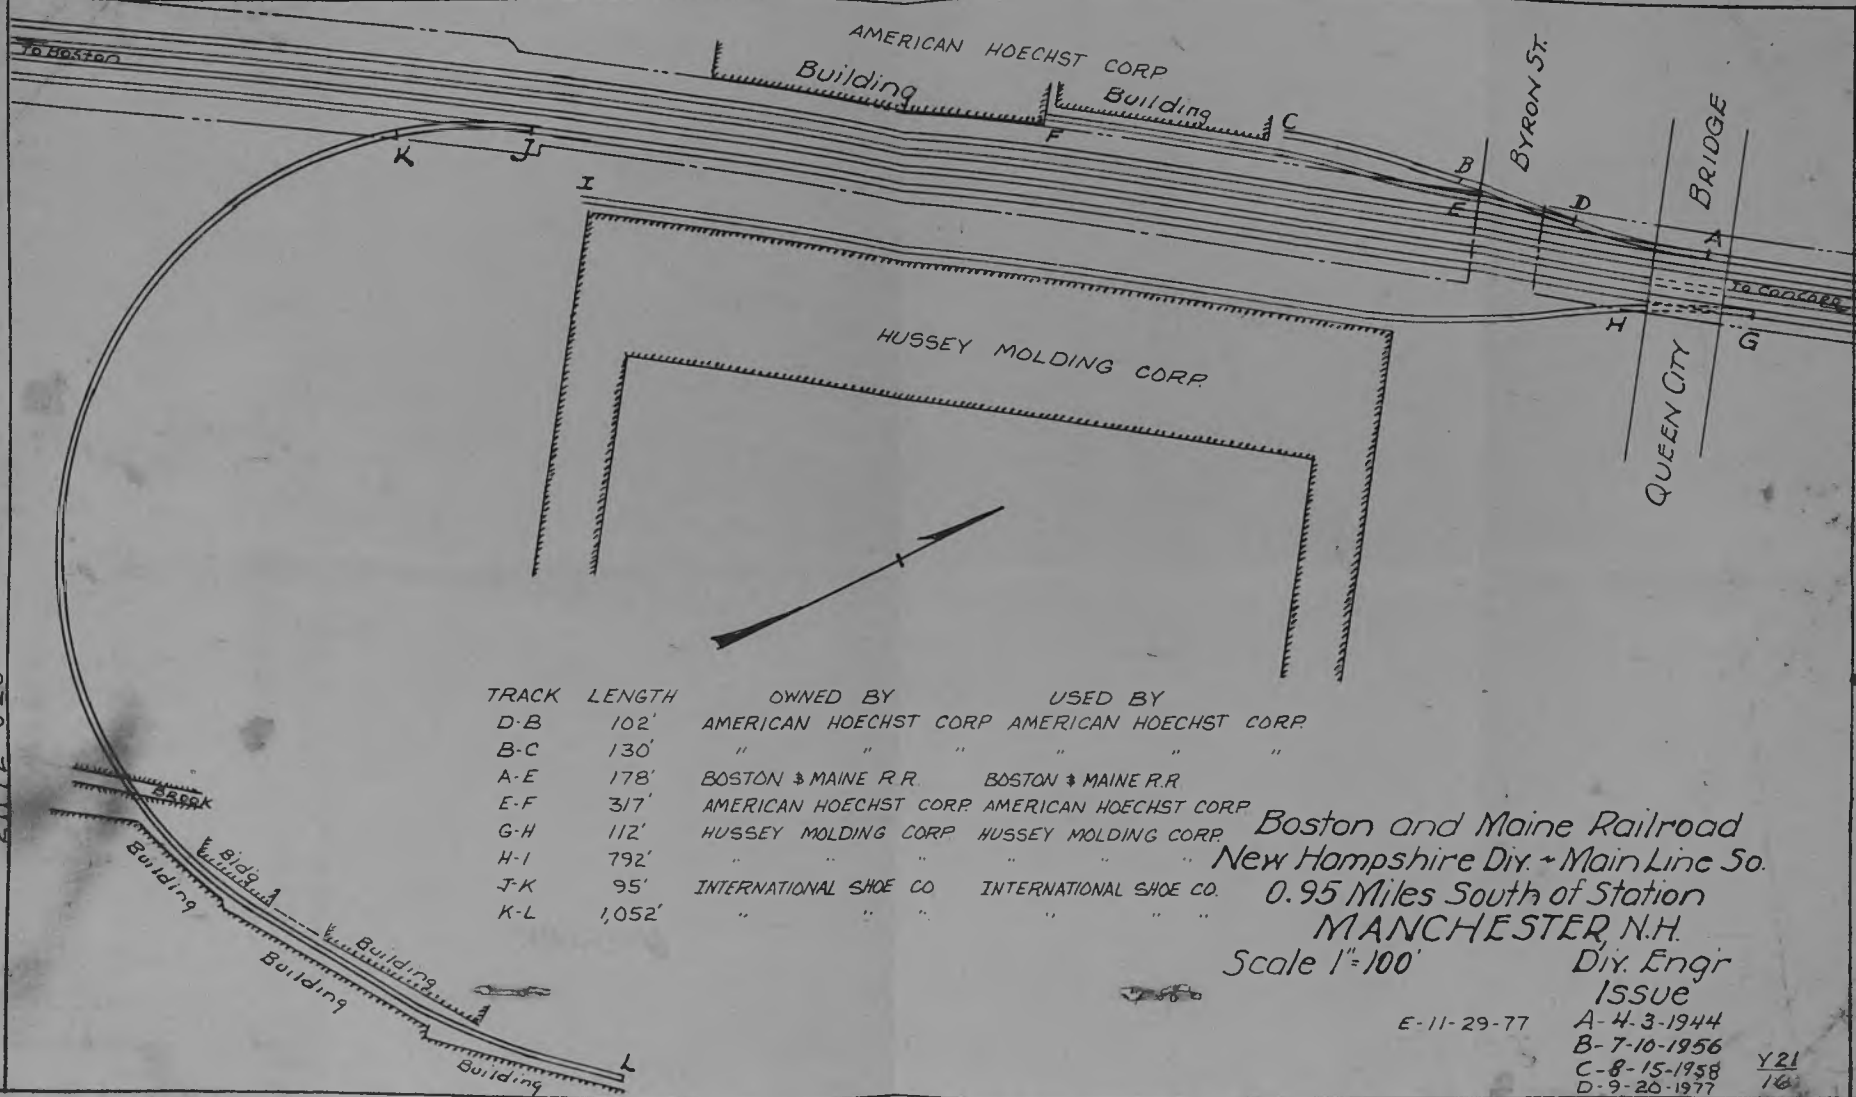 To Boston
AMERICAN HOECHST CORP
Building
Building
BYRON ST.
QUEEN CITY BRIDGE
C
F
B
E
D
A
K
J
I
To CONCORD
H
G
HUSSEY MOLDING CORP.
BROOK
Building
Bldg
Building
Building
Building
L
TRACK LENGTH OWNED BY USED BY
D-B 102' AMERICAN HOECHST CORP AMERICAN HOECHST CORP.
B-C 130' " " " " " "
A-E 178' BOSTON & MAINE R.R. BOSTON & MAINE R.R
E-F 317' AMERICAN HOECHST CORP. AMERICAN HOECHST CORP
G-H 112' HUSSEY MOLDING CORP HUSSEY MOLDING CORP.
H-I 792' " " " " " "
J-K 95' INTERNATIONAL SHOE CO INTERNATIONAL SHOE CO.
K-L 1,052' " " " " " "
Boston and Maine Railroad
New Hampshire Div. - Main Line So.
0.95 Miles South of Station
MANCHESTER, N.H.
Scale 1"=100' Div. Engr
Issue
E-11-29-77 A-4-3-1944
B-7-10-1956
C-8-15-1958
D-9-20-1977
Y21
16